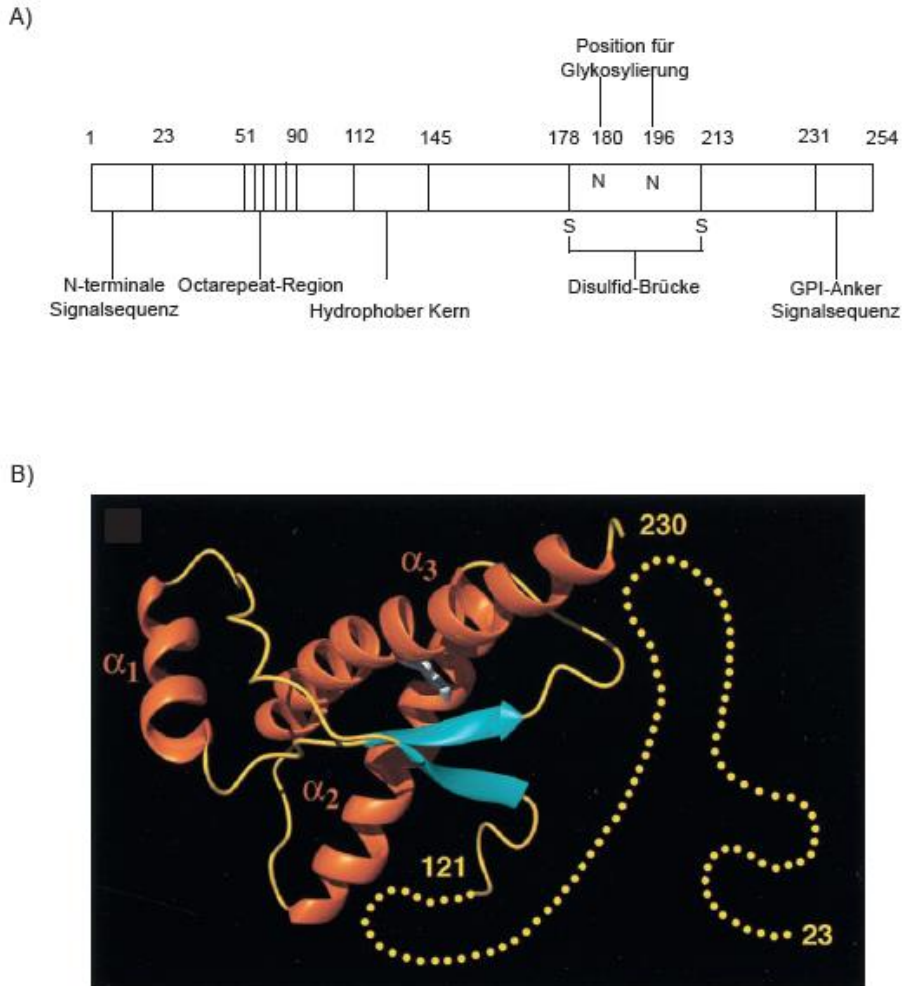 A)
Position für
Glykosylierung
1 23 51 90 112 145 178 180 196 213 231 254
N N
S S
N-terminale
Signalsequenz
Octarepeat-Region
Hydrophober Kern
Disulfid-Brücke
GPI-Anker
Signalsequenz
B)
230
α3
α1
α2
121
23